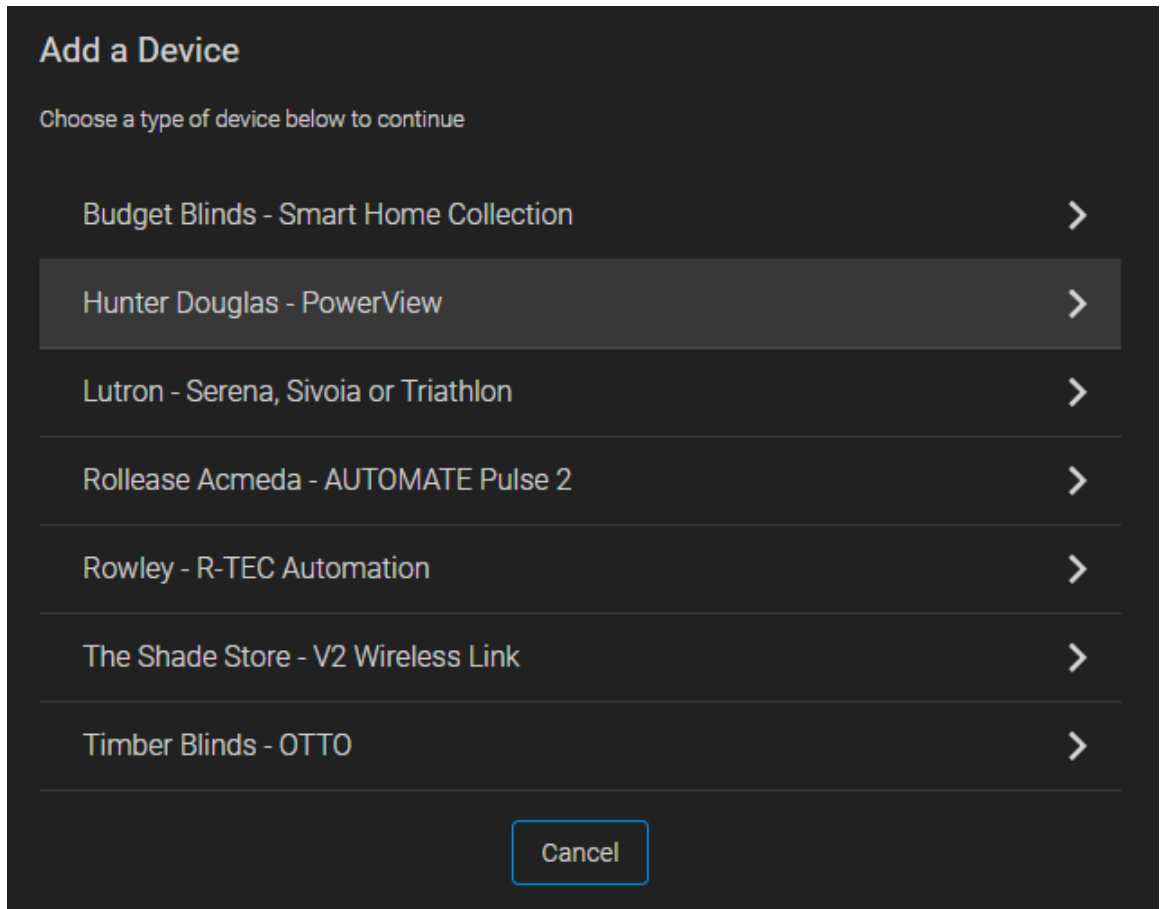 Add a Device
Choose a type of device below to continue
Budget Blinds - Smart Home Collection
Hunter Douglas - PowerView
Lutron - Serena, Sivoia or Triathlon
Rollease Acmeda - AUTOMATE Pulse 2
Rowley - R-TEC Automation
The Shade Store - V2 Wireless Link
Timber Blinds - OTTO
Cancel